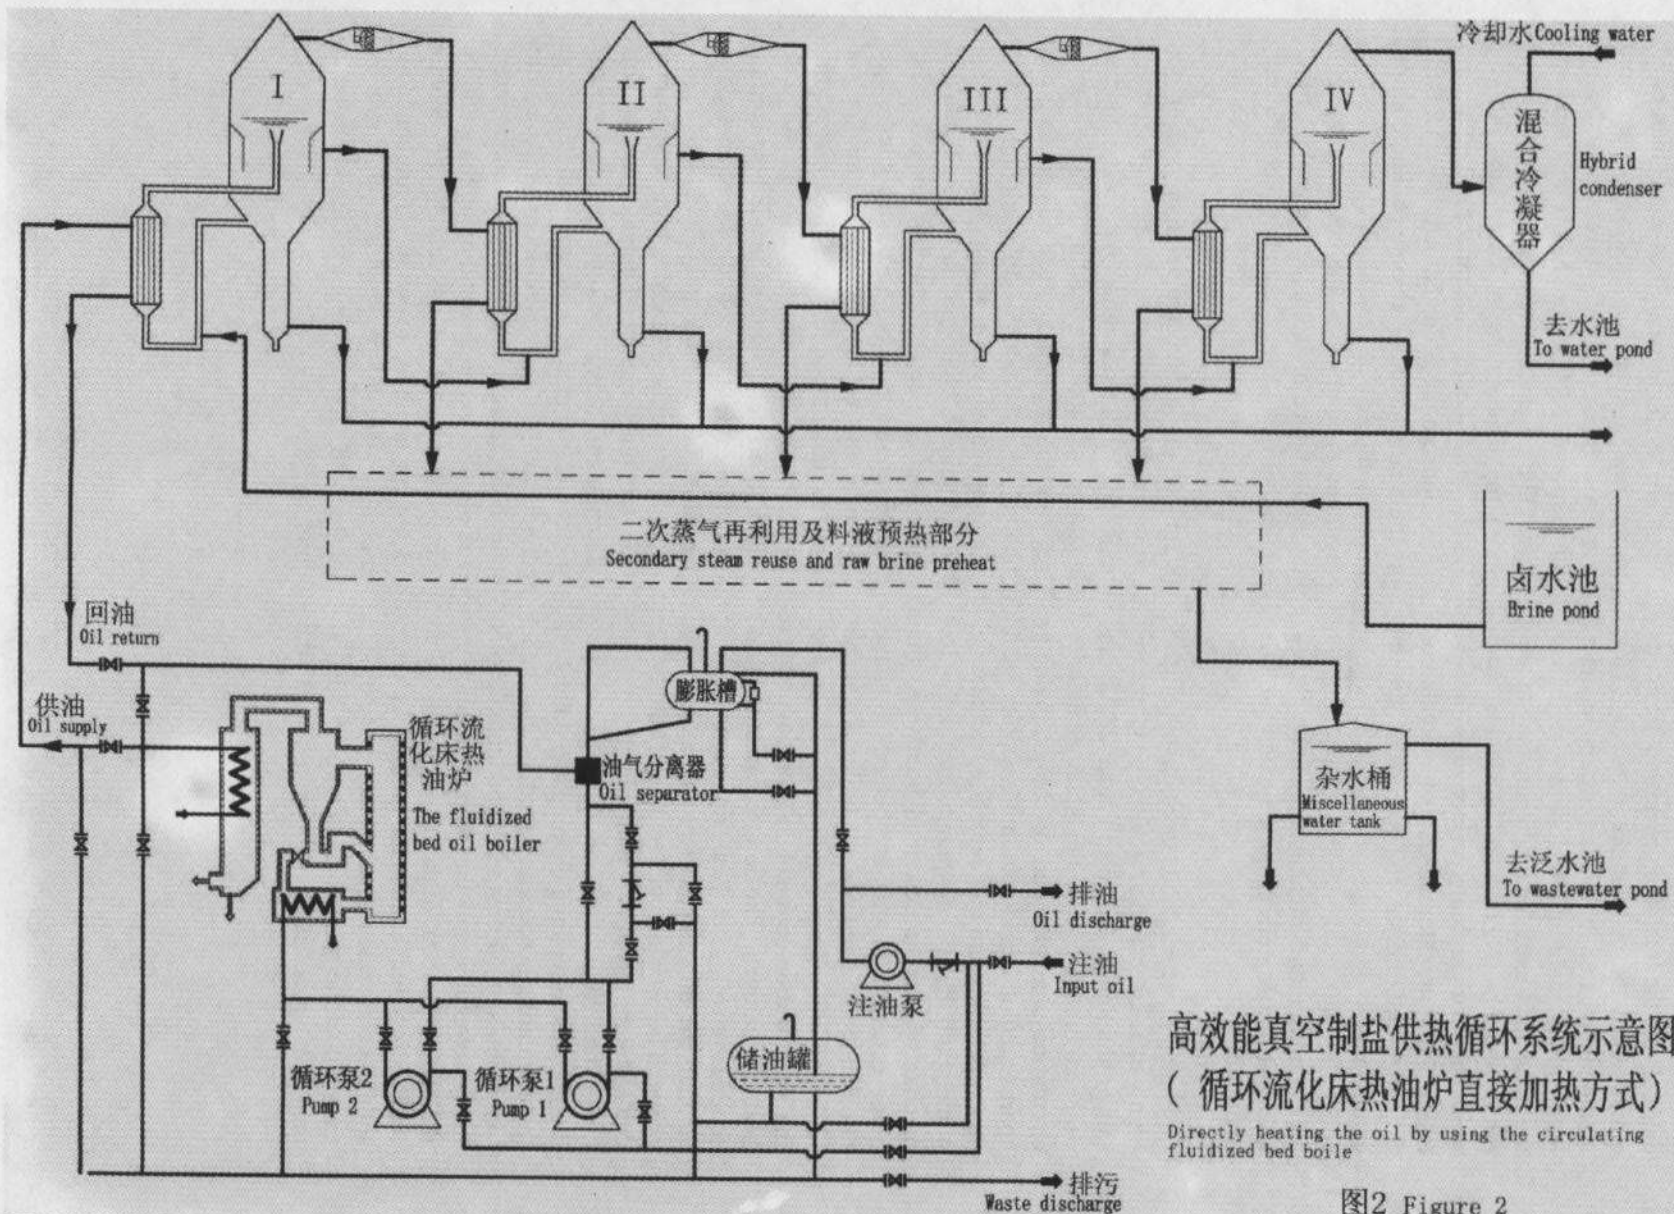 冷却水Cooling water
I
II
III
IV
混合冷凝器
Hybrid
condenser
去水池
To water pond
二次蒸气再利用及料液预热部分
Secondary steam reuse and raw brine preheat
卤水池
Brine pond
回油
Oil return
供油
Oil supply
循环流
化床热
油炉
The fluidized
bed oil boiler
膨胀槽
油气分离器
Oil separator
杂水桶
Miscellaneous
water tank
去泛水池
To wastewater pond
排油
Oil discharge
注油
Input oil
注油泵
储油罐
循环泵2
Pump 2
循环泵1
Pump 1
高效能真空制盐供热循环系统示意图
( 循环流化床热油炉直接加热方式)
Directly heating the oil by using the circulating
fluidized bed boile
排污
Waste discharge
图2 Figure 2